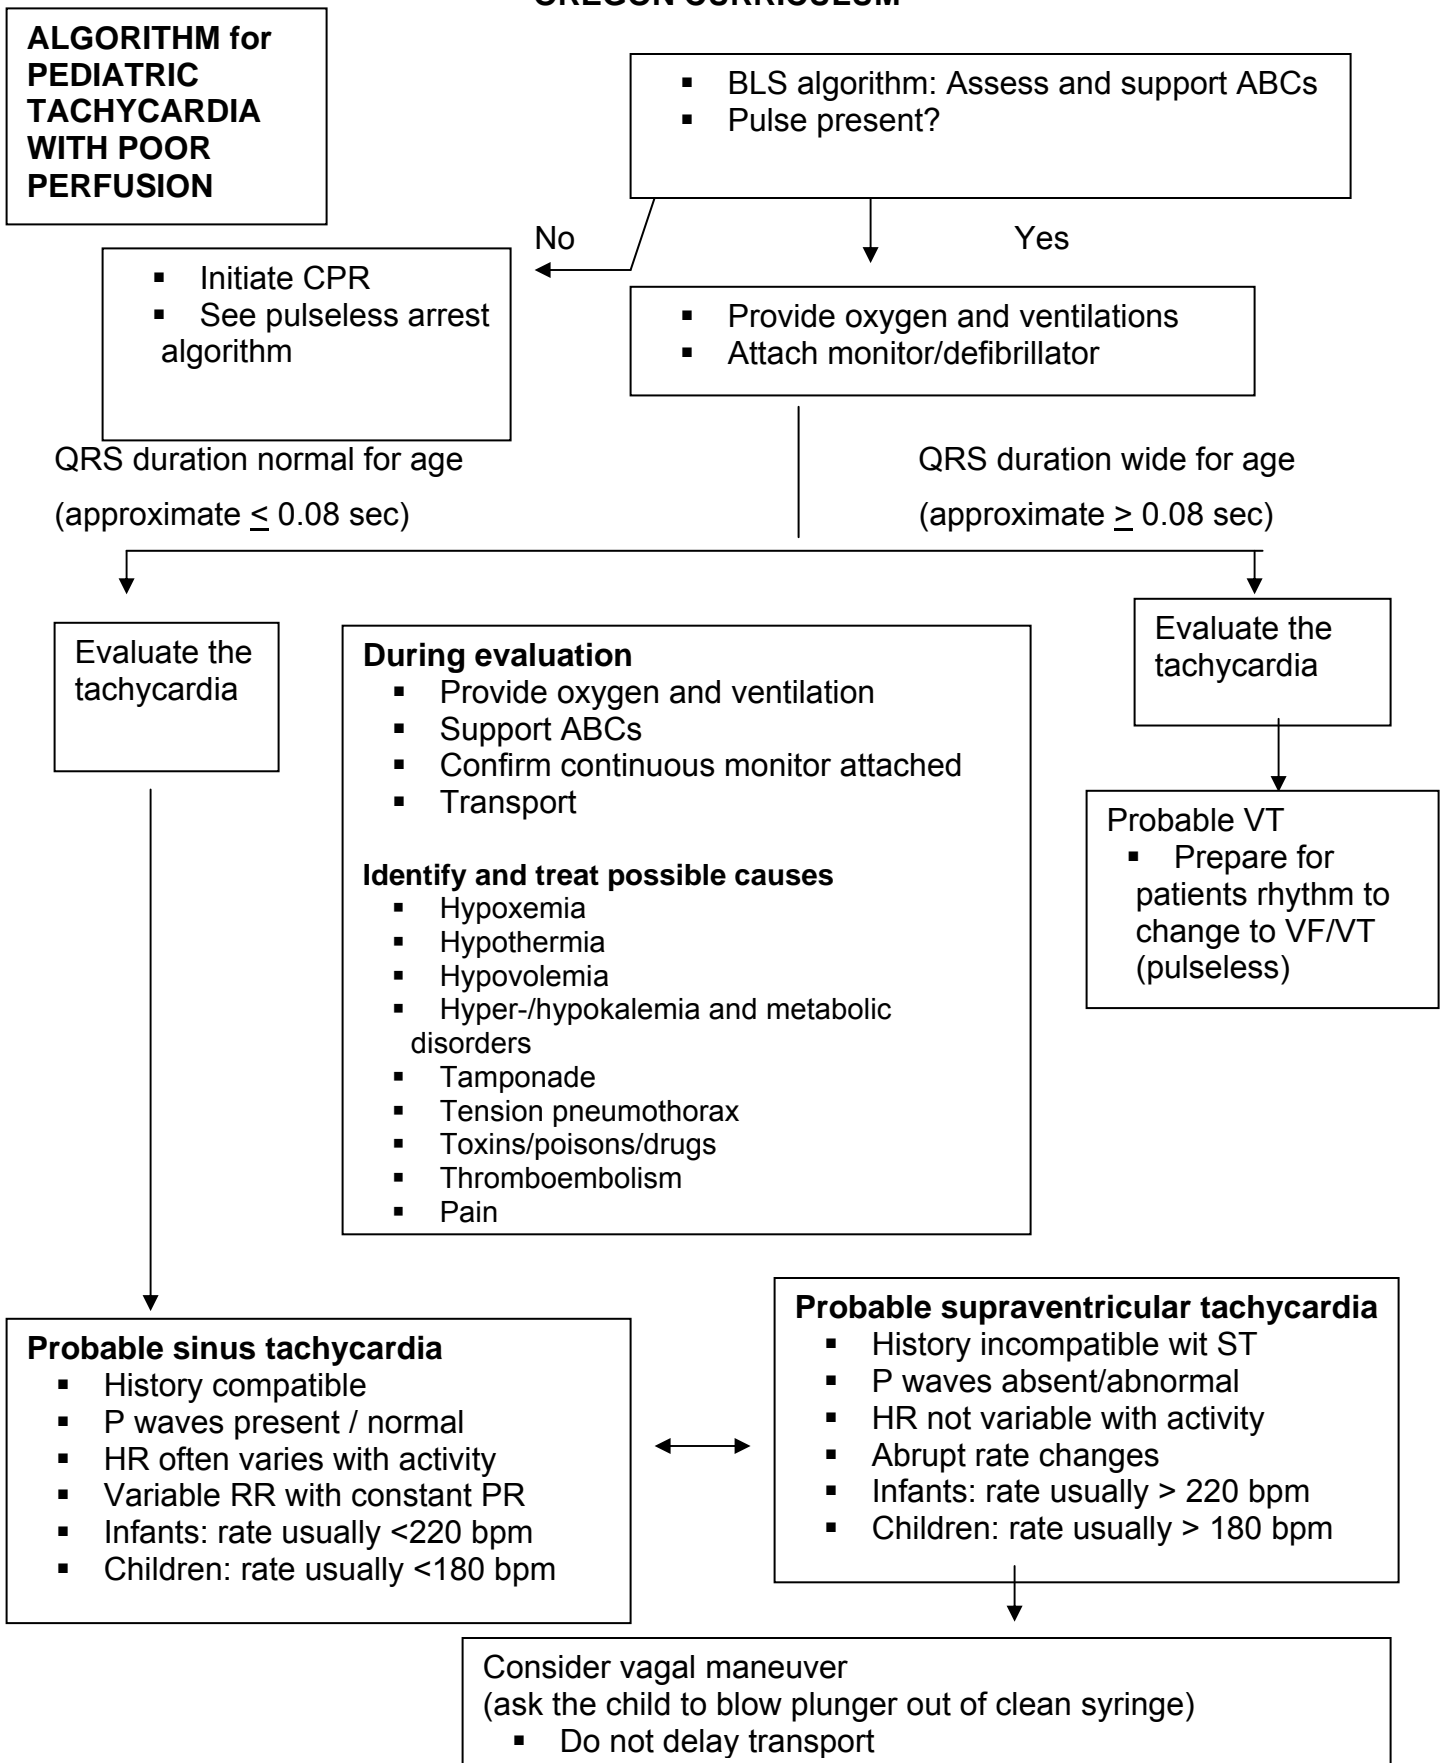 OREGON CURRICULUM
ALGORITHM for
PEDIATRIC
TACHYCARDIA
WITH POOR
PERFUSION
▪ BLS algorithm: Assess and support ABCs
▪ Pulse present?
No
Yes
▪ Initiate CPR
▪ See pulseless arrest
algorithm
▪ Provide oxygen and ventilations
▪ Attach monitor/defibrillator
QRS duration normal for age
(approximate ≤ 0.08 sec)
QRS duration wide for age
(approximate ≥ 0.08 sec)
Evaluate the
tachycardia
During evaluation
▪ Provide oxygen and ventilation
▪ Support ABCs
▪ Confirm continuous monitor attached
▪ Transport
Identify and treat possible causes
▪ Hypoxemia
▪ Hypothermia
▪ Hypovolemia
▪ Hyper-/hypokalemia and metabolic
disorders
▪ Tamponade
▪ Tension pneumothorax
▪ Toxins/poisons/drugs
▪ Thromboembolism
▪ Pain
Evaluate the
tachycardia
Probable VT
▪ Prepare for
patients rhythm to
change to VF/VT
(pulseless)
Probable sinus tachycardia
▪ History compatible
▪ P waves present / normal
▪ HR often varies with activity
▪ Variable RR with constant PR
▪ Infants: rate usually <220 bpm
▪ Children: rate usually <180 bpm
Probable supraventricular tachycardia
▪ History incompatible wit ST
▪ P waves absent/abnormal
▪ HR not variable with activity
▪ Abrupt rate changes
▪ Infants: rate usually > 220 bpm
▪ Children: rate usually > 180 bpm
Consider vagal maneuver
(ask the child to blow plunger out of clean syringe)
▪ Do not delay transport